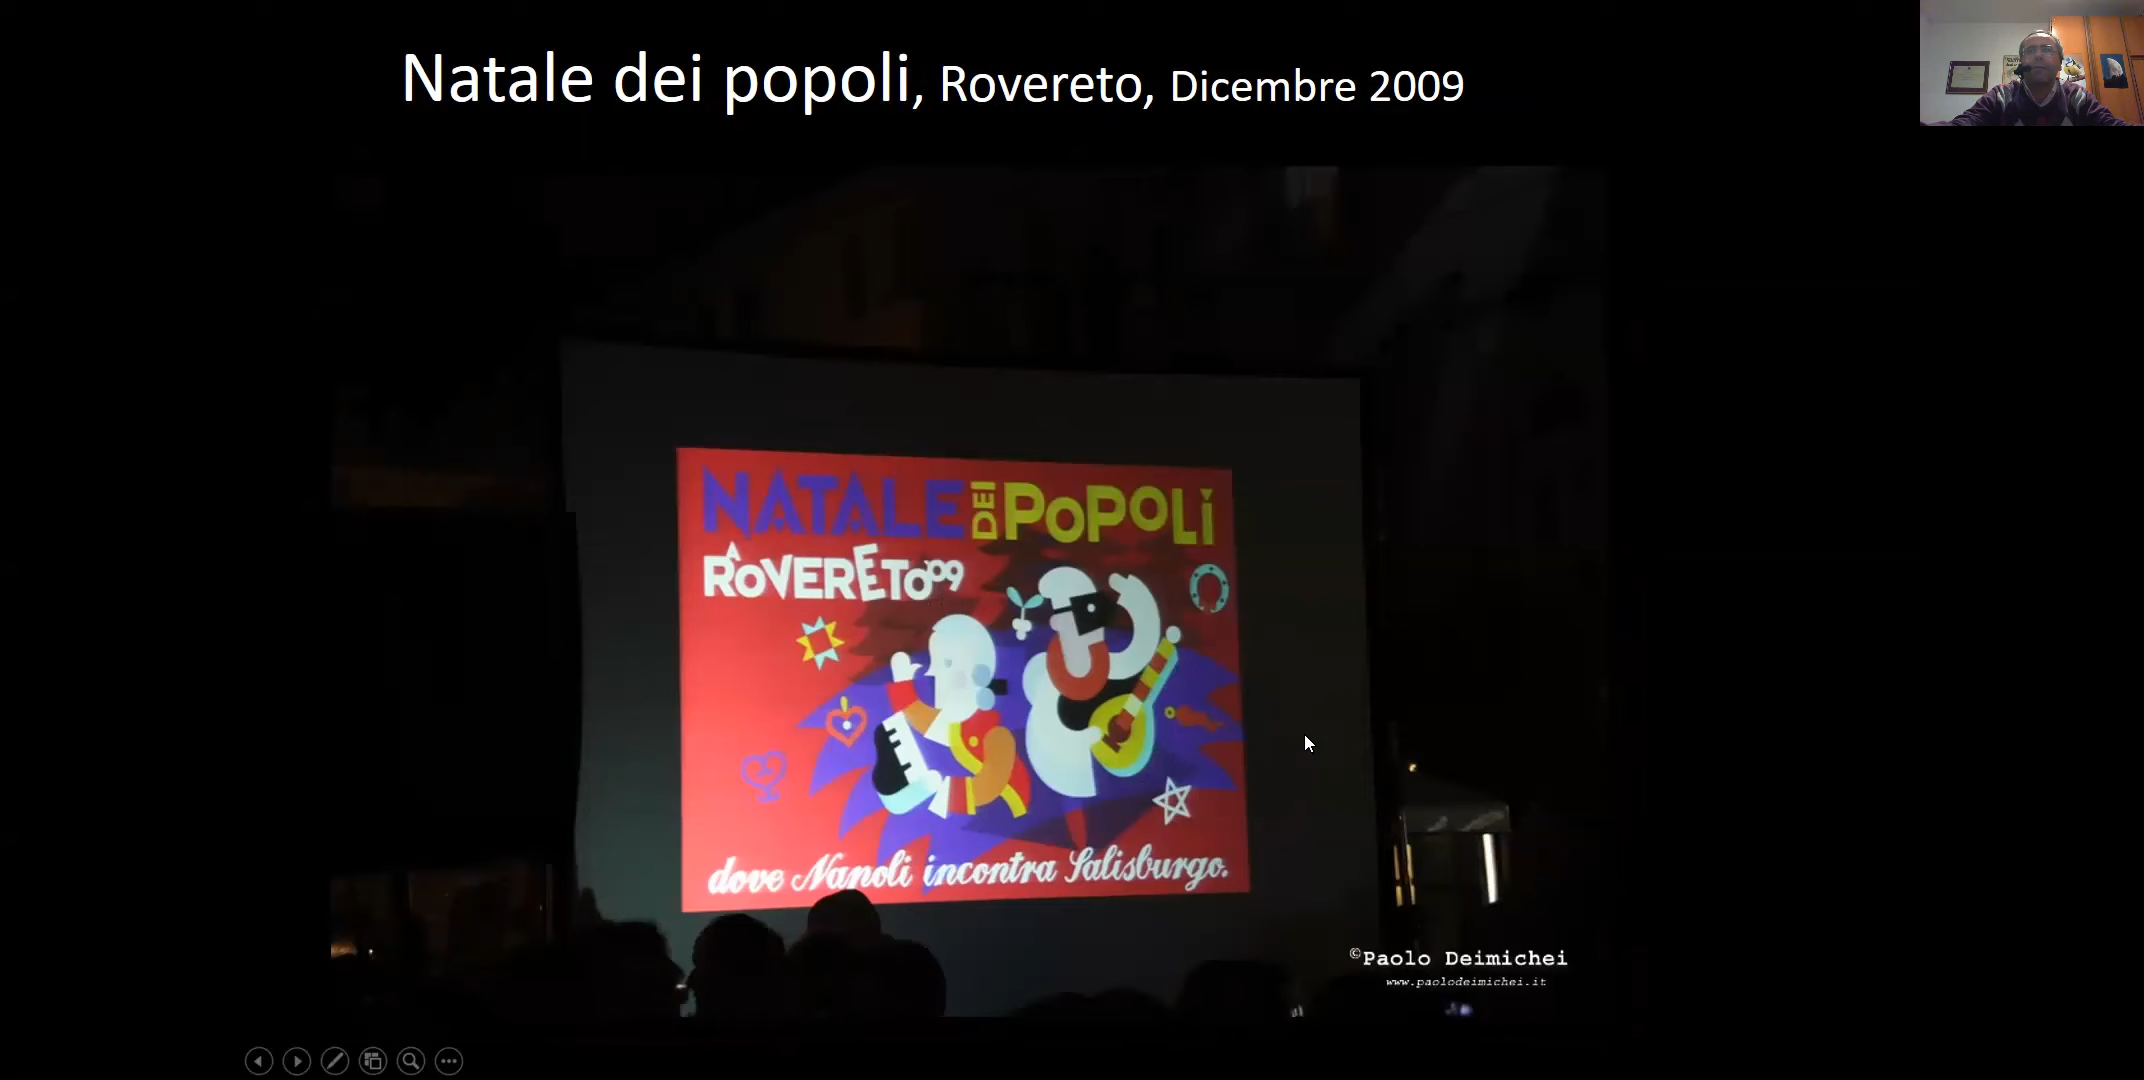 Natale dei popoli, Rovereto, Dicembre 2009
NATALE DEI POPOLI
A ROVERETO '09
dove Napoli incontra Salisburgo.
©Paolo Deimichei
www.paolodeimichei.it